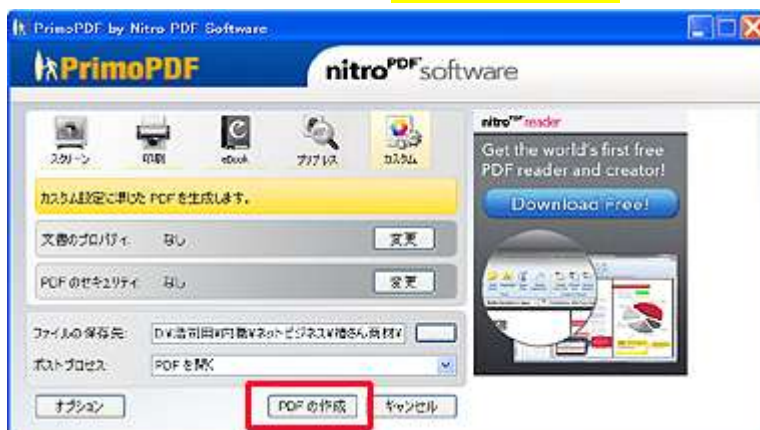 PrimoPDF by Nitro PDF Software
PrimoPDF
nitroPDF software
スクリーン 印刷 eBook プリプレス カスタム
カスタム設定に準じた PDF を生成します。
文書のプロパティ なし 変更
PDF のセキュリティ なし 変更
ファイルの保存先:
ポストプロセス PDF を開く
オプション PDF の作成 キャンセル
nitroPDF reader
Get the world's first free
PDF reader and creator!
Download Free!